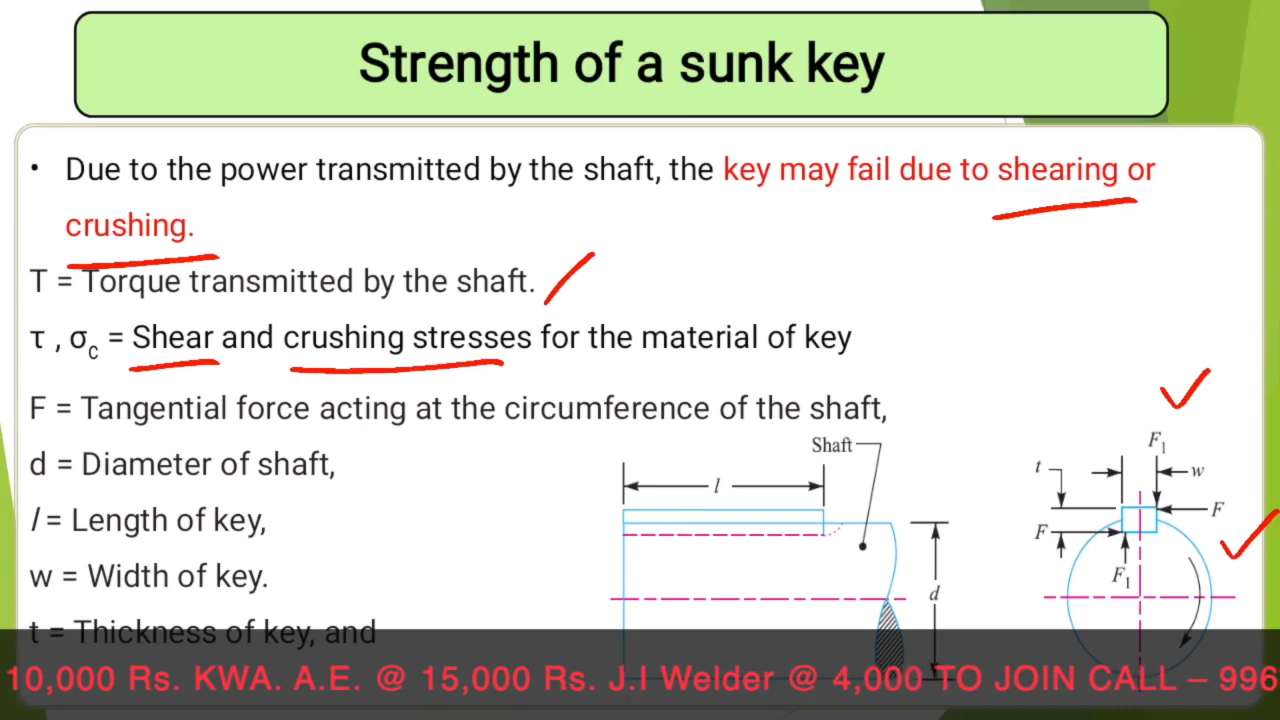 Strength of a sunk key
• Due to the power transmitted by the shaft, the key may fail due to shearing or
crushing.
T = Torque transmitted by the shaft.
τ , σc = Shear and crushing stresses for the material of key
F = Tangential force acting at the circumference of the shaft,
d = Diameter of shaft,
l = Length of key,
w = Width of key.
t = Thickness of key, and
Shaft
l
d
F1
t
w
F
F
F1
10,000 Rs. KWA. A.E. @ 15,000 Rs. J.I Welder @ 4,000 TO JOIN CALL – 996